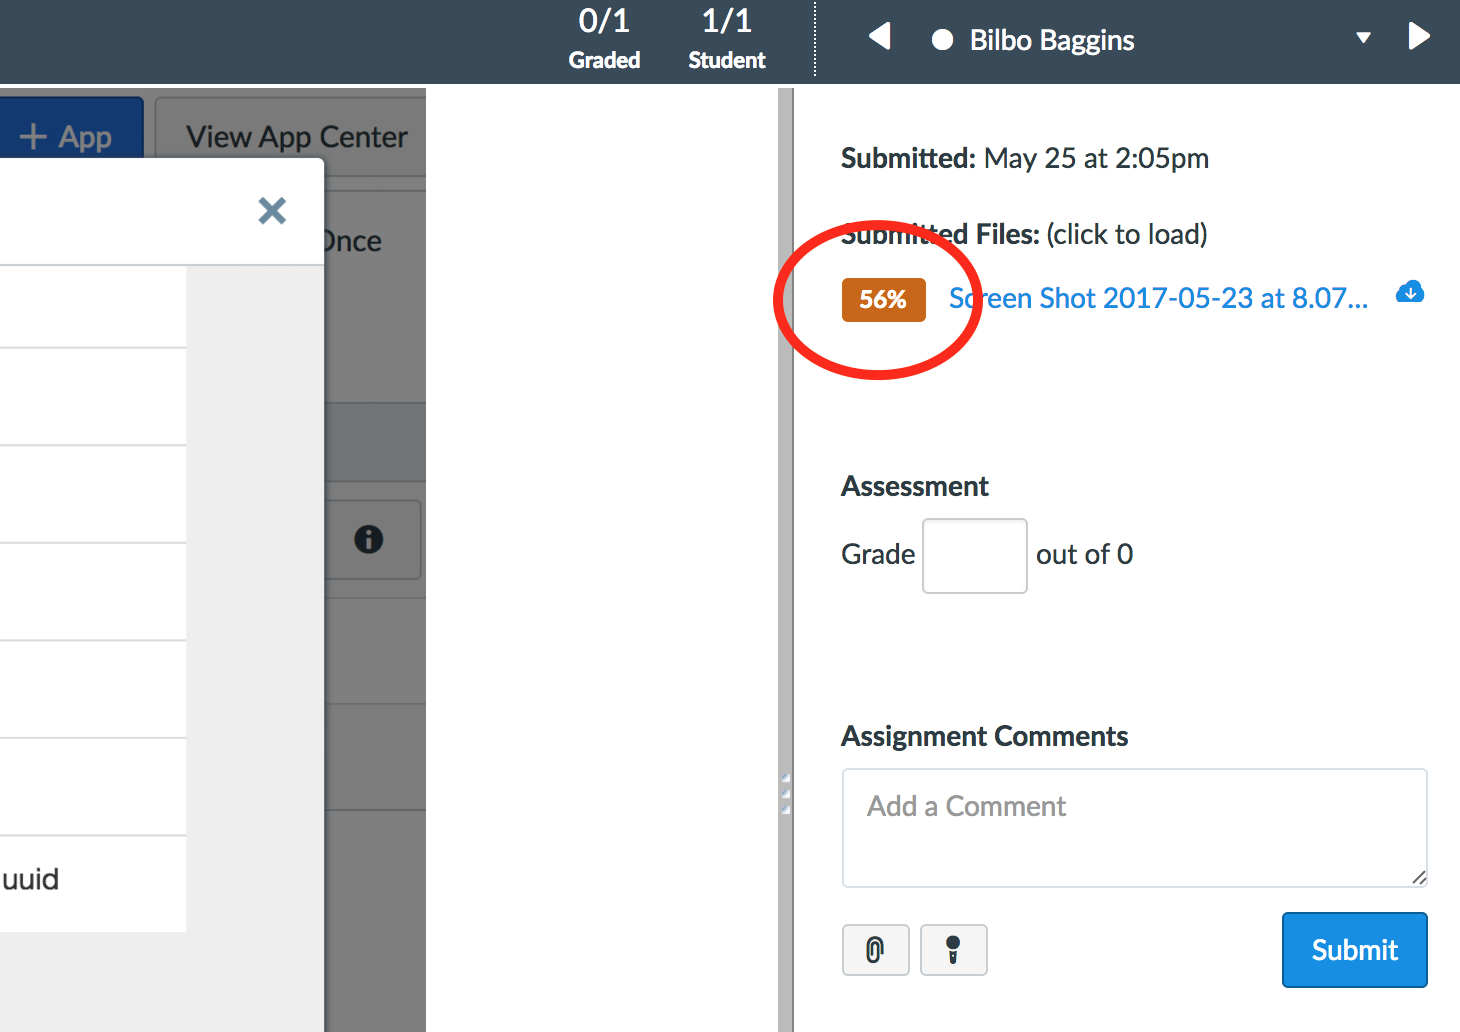 0/1
Graded
1/1
Student
Bilbo Baggins
+ App
View App Center
Once
uuid
Submitted: May 25 at 2:05pm
Submitted Files: (click to load)
56%
Screen Shot 2017-05-23 at 8.07...
Assessment
Grade
out of 0
Assignment Comments
Add a Comment
Submit